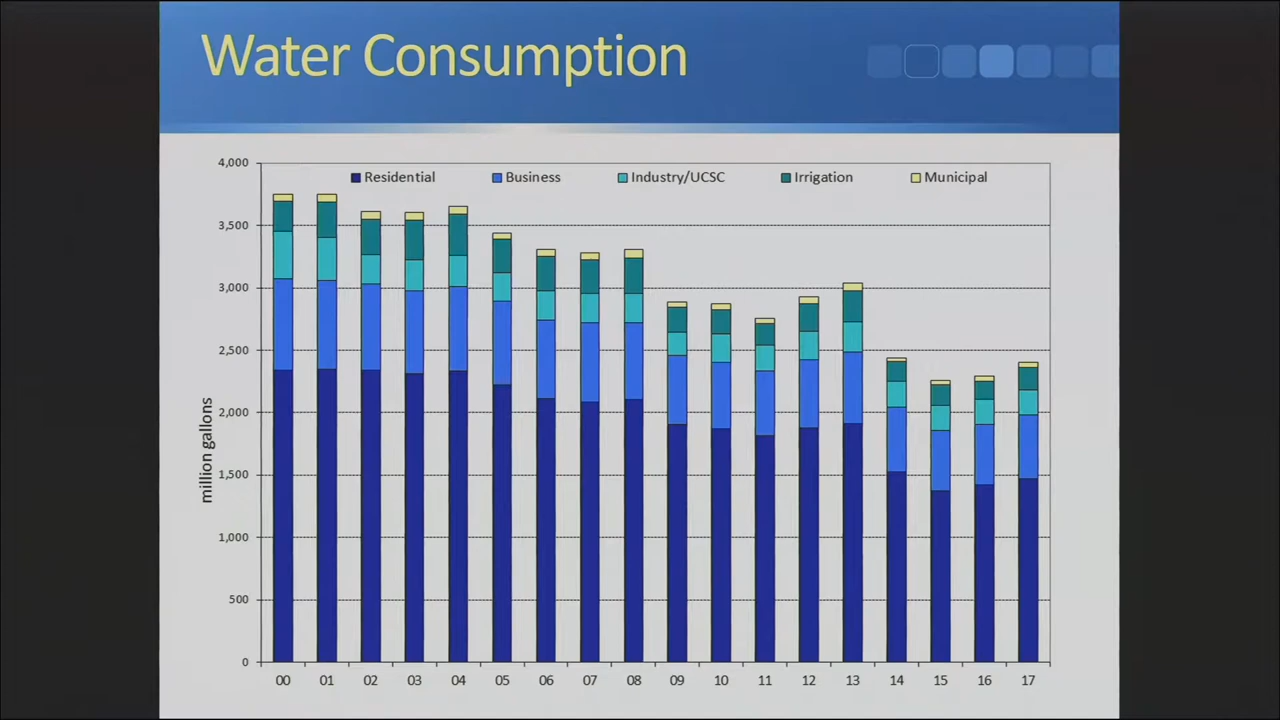 Water Consumption
4,000
Residential Business Industry/UCSC Irrigation Municipal
3,500
3,000
2,500
2,000
1,500
1,000
500
0
million gallons
00 01 02 03 04 05 06 07 08 09 10 11 12 13 14 15 16 17